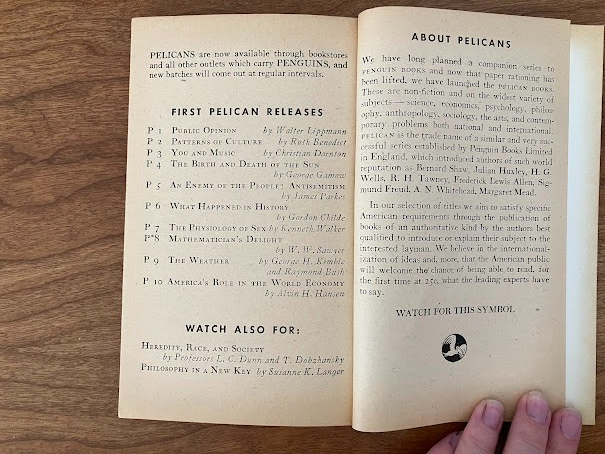 PELICANS are now available through bookstores
and all other outlets which carry PENGUINS, and
new batches will come out at regular intervals.
FIRST PELICAN RELEASES
P 1 Public Opinion by Walter Lippmann
P 2 Patterns of Culture by Ruth Benedict
P 3 You and Music by Christian Darnton
P 4 The Birth and Death of the Sun
by George Gamow
P 5 An Enemy of the People: Antisemitism
by James Parkes
P 6 What Happened in History
by Gordon Childe
P 7 The Physiology of Sex by Kenneth Walker
P*8 Mathematician's Delight
by W. W. Sawyer
P 9 The Weather by George H. Kimble
and Raymond Bush
P 10 America's Role in the World Economy
by Alvin H. Hansen
WATCH ALSO FOR:
Heredity, Race, and Society
by Professors L. C. Dunn and T. Dobzhansky
Philosophy in a New Key by Susanne K. Langer
ABOUT PELICANS
We have long planned a companion series to
PENGUIN BOOKS and now that paper rationing has
been lifted, we have launched the PELICAN BOOKS.
These are non-fiction and on the widest variety of
subjects — science, economics, psychology, philoso-
phy, anthropology, sociology, the arts, and contem-
porary problems both national and international.
PELICAN is the trade name of a similar and very suc-
cessful series established by Penguin Books Limited
in England, which introduced authors of such world
reputation as Bernard Shaw, Julian Huxley, H. G.
Wells, R. H. Tawney, Frederick Lewis Allen, Sig-
mund Freud, A. N. Whitehead, Margaret Mead.
In our selection of titles we aim to satisfy specific
American requirements through the publication of
books of an authoritative kind by the authors best
qualified to introduce or explain their subject to the
interested layman. We believe in the international-
ization of ideas and, more, that the American public
will welcome the chance of being able to read, for
the first time at 25¢, what the leading experts have
to say.
WATCH FOR THIS SYMBOL